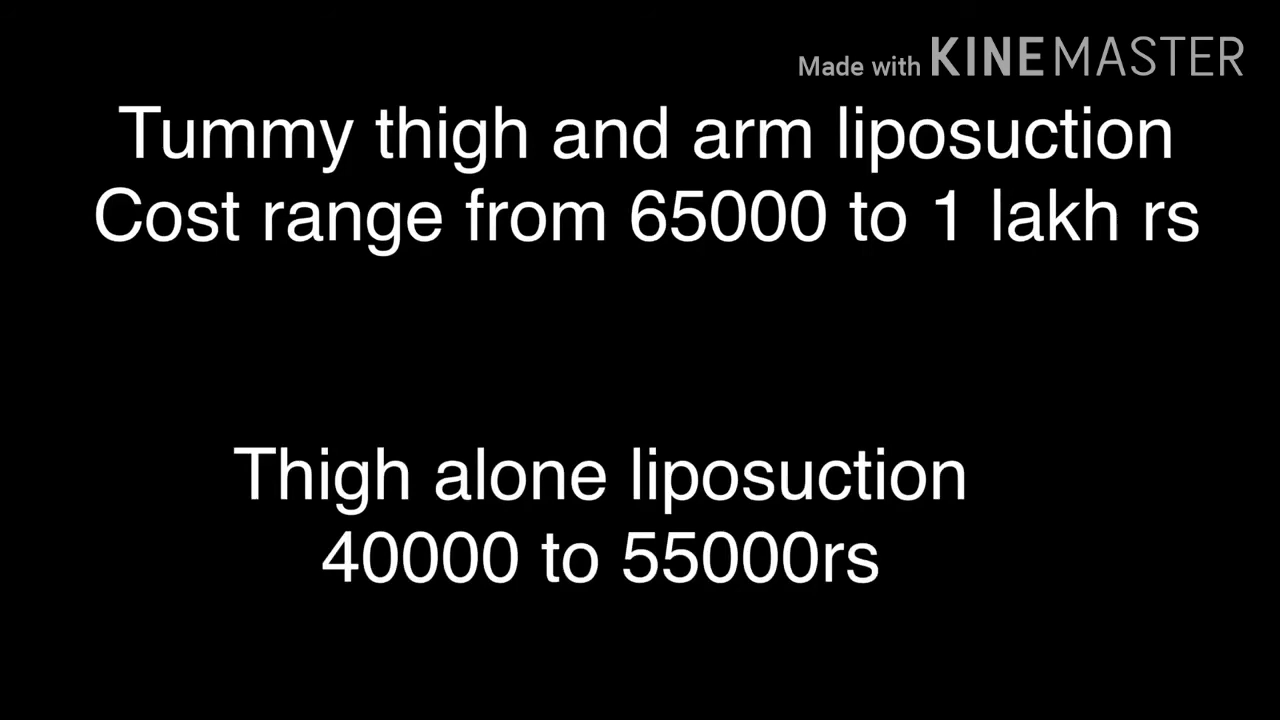 Made with KINEMASTER
Tummy thigh and arm liposuction
Cost range from 65000 to 1 lakh rs
Thigh alone liposuction
40000 to 55000rs